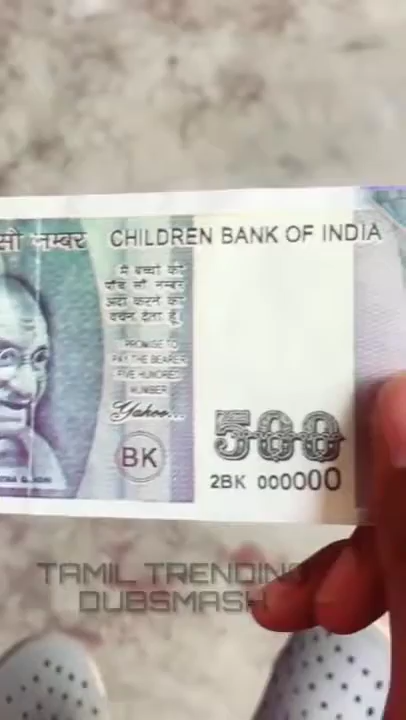 सौ नम्बर CHILDREN BANK OF INDIA
मैं बच्चों को
पाँच सौ नम्बर
अदा करने का
वचन देता हूँ
PROMISE TO
PAY THE BEARER
FIVE HUNDRED
NUMBER
Yahoo...
BK
500
2BK 000000
TAMIL TRENDING
DUBSMASH